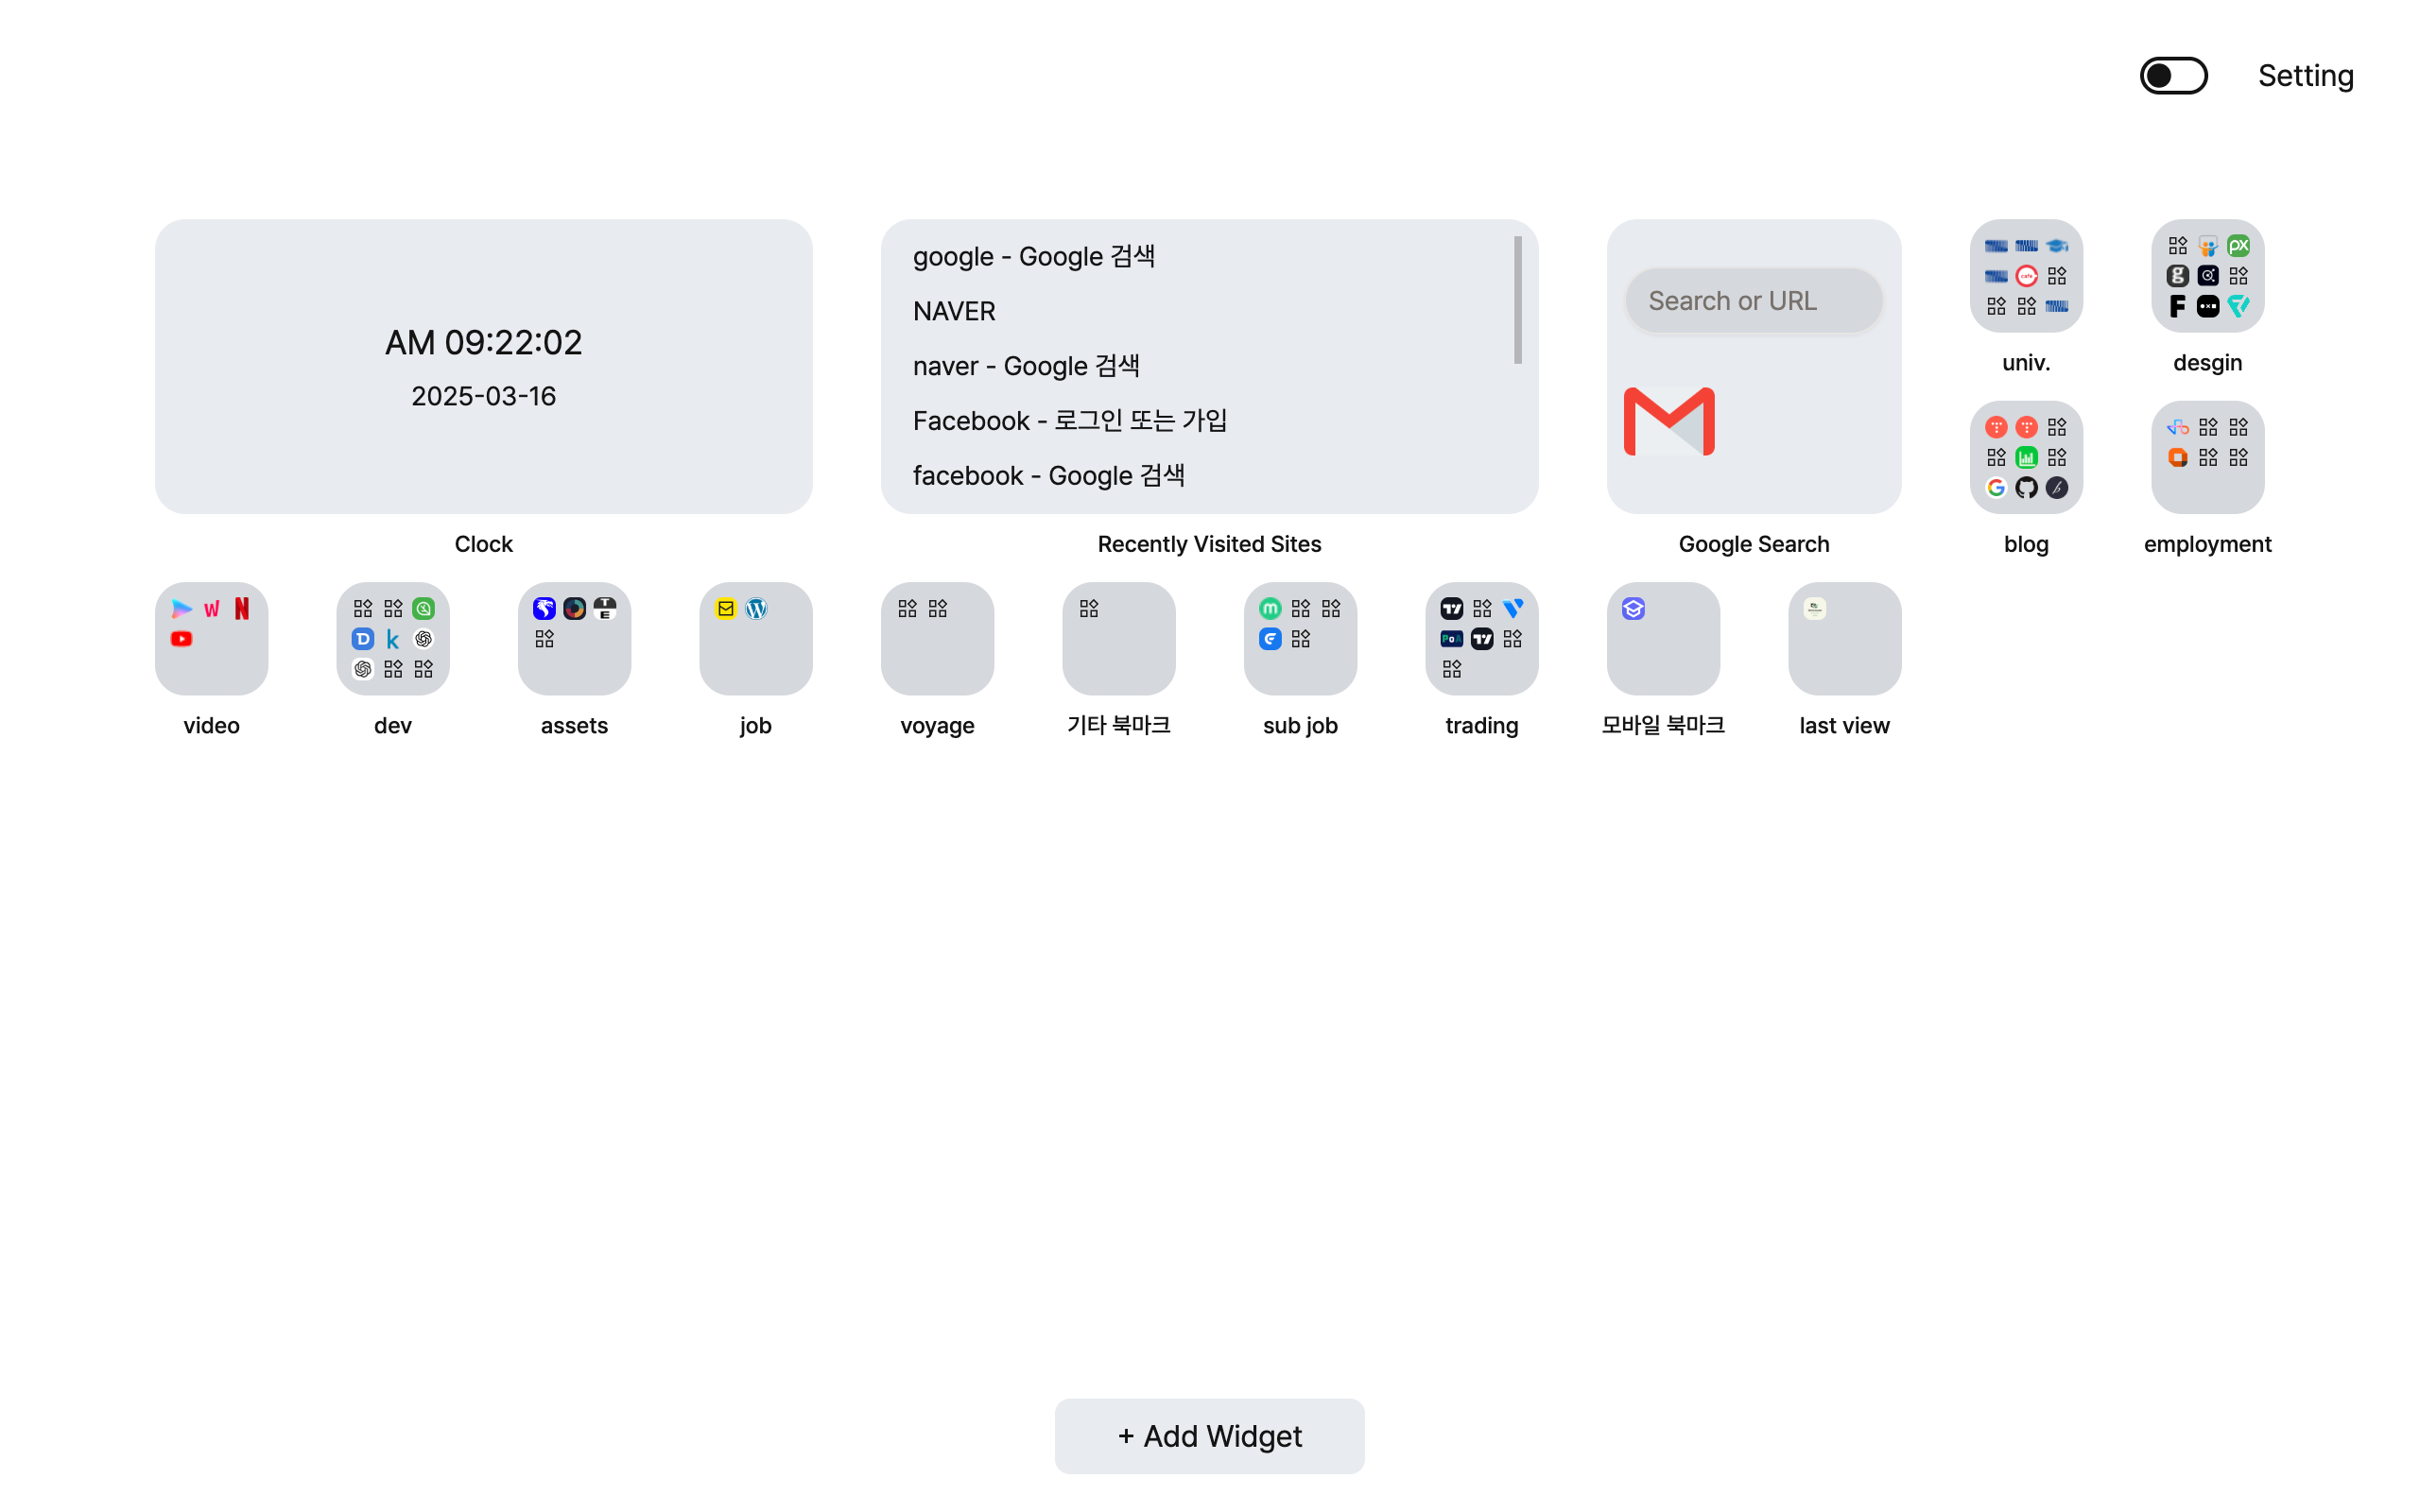 Setting
AM 09:22:02
2025-03-16
Clock
google - Google 검색
NAVER
naver - Google 검색
Facebook - 로그인 또는 가입
facebook - Google 검색
Recently Visited Sites
Search or URL
Google Search
univ.
desgin
blog
employment
video
dev
assets
job
voyage
기타 북마크
sub job
trading
모바일 북마크
last view
+ Add Widget